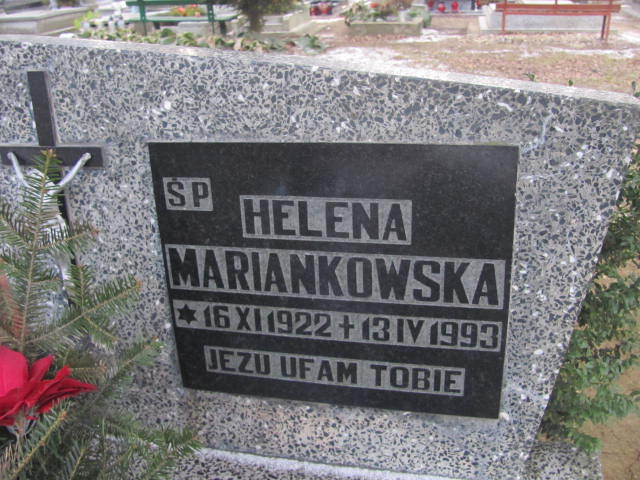 ŚP
HELENA
MARIANKOWSKA
✶ 16 XI 1922 + 13 IV 1993
JEZU UFAM TOBIE